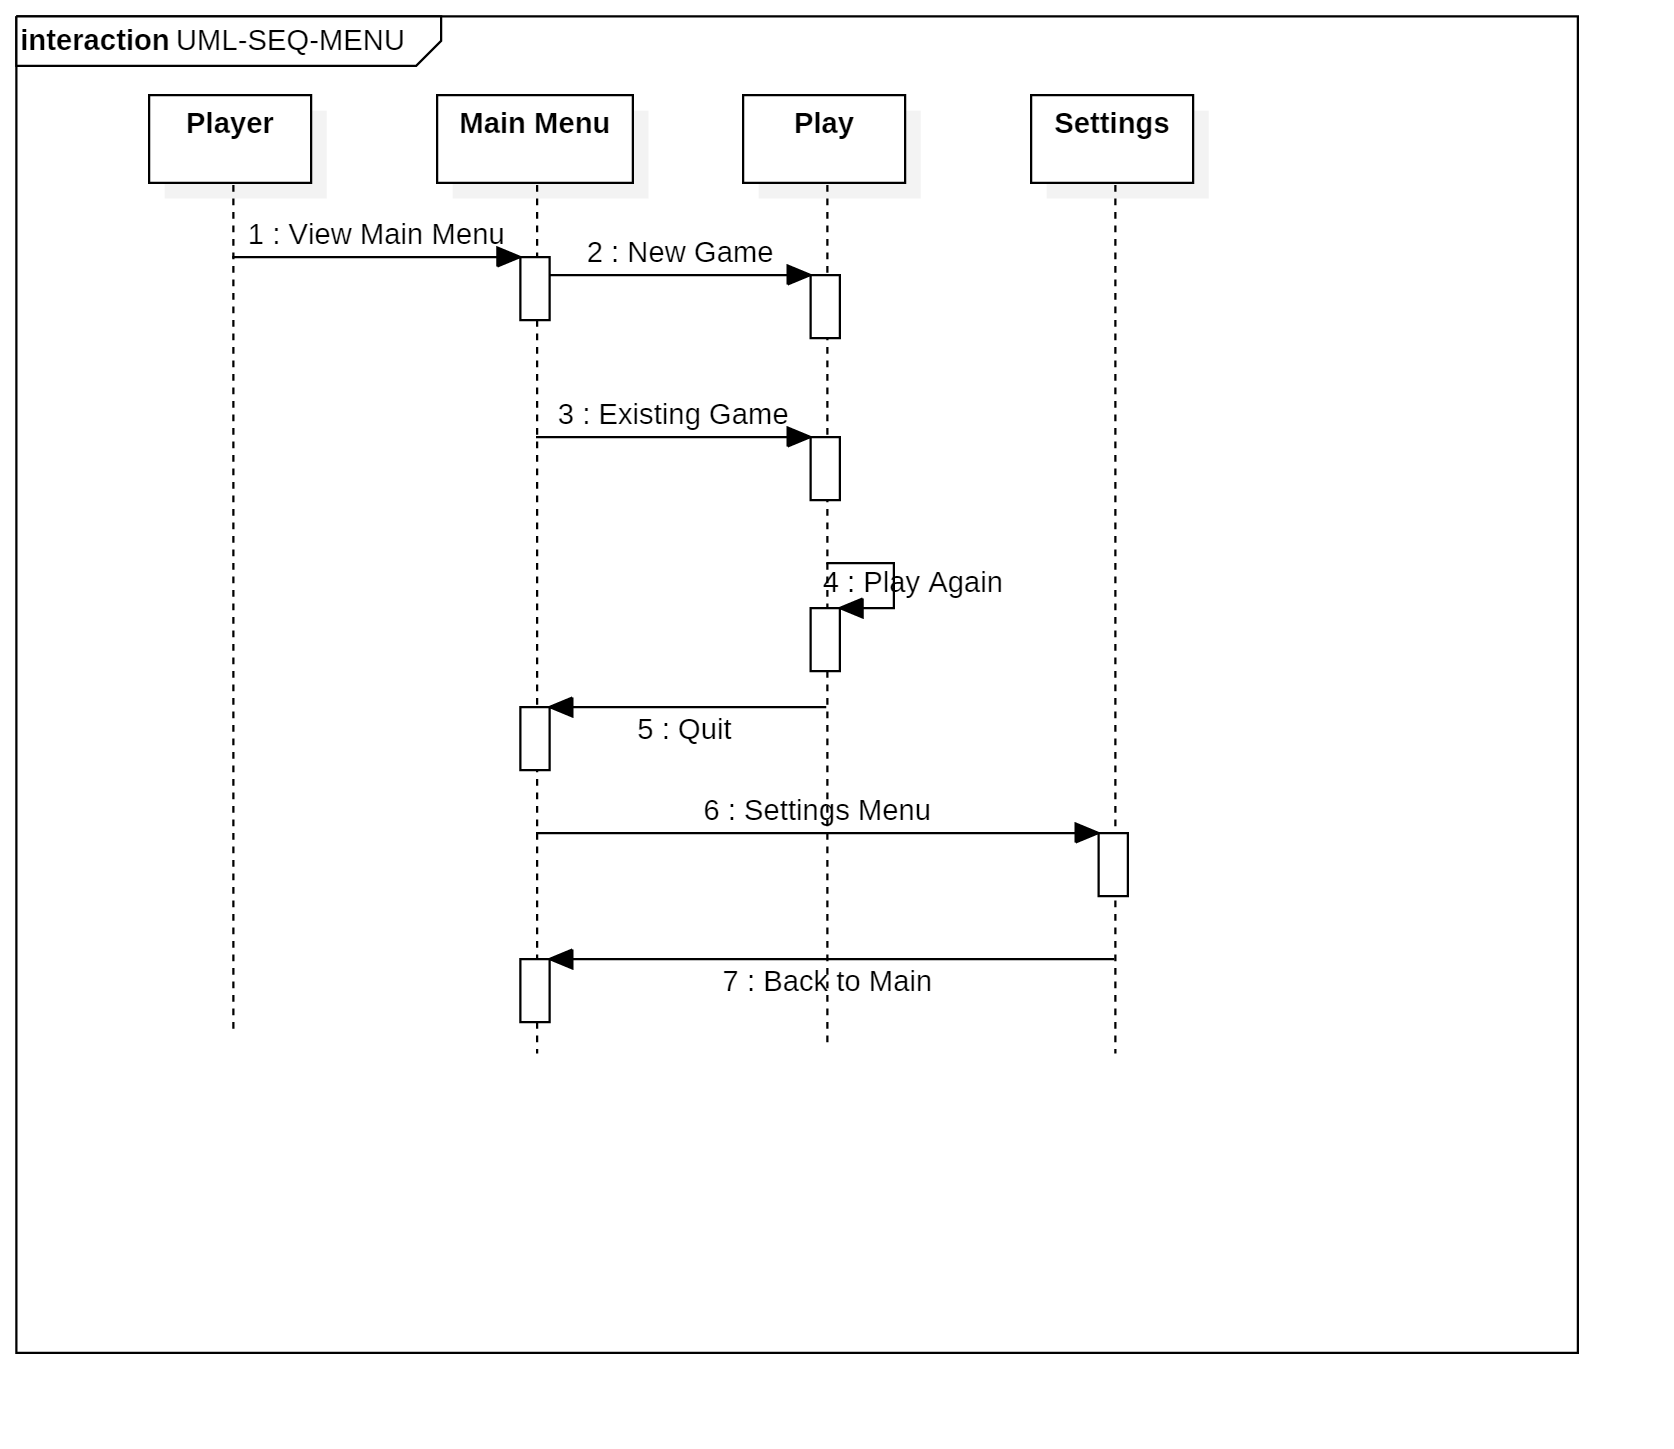 interaction UML-SEQ-MENU
Player
Main Menu
Play
Settings
1 : View Main Menu
2 : New Game
3 : Existing Game
4 : Play Again
5 : Quit
6 : Settings Menu
7 : Back to Main